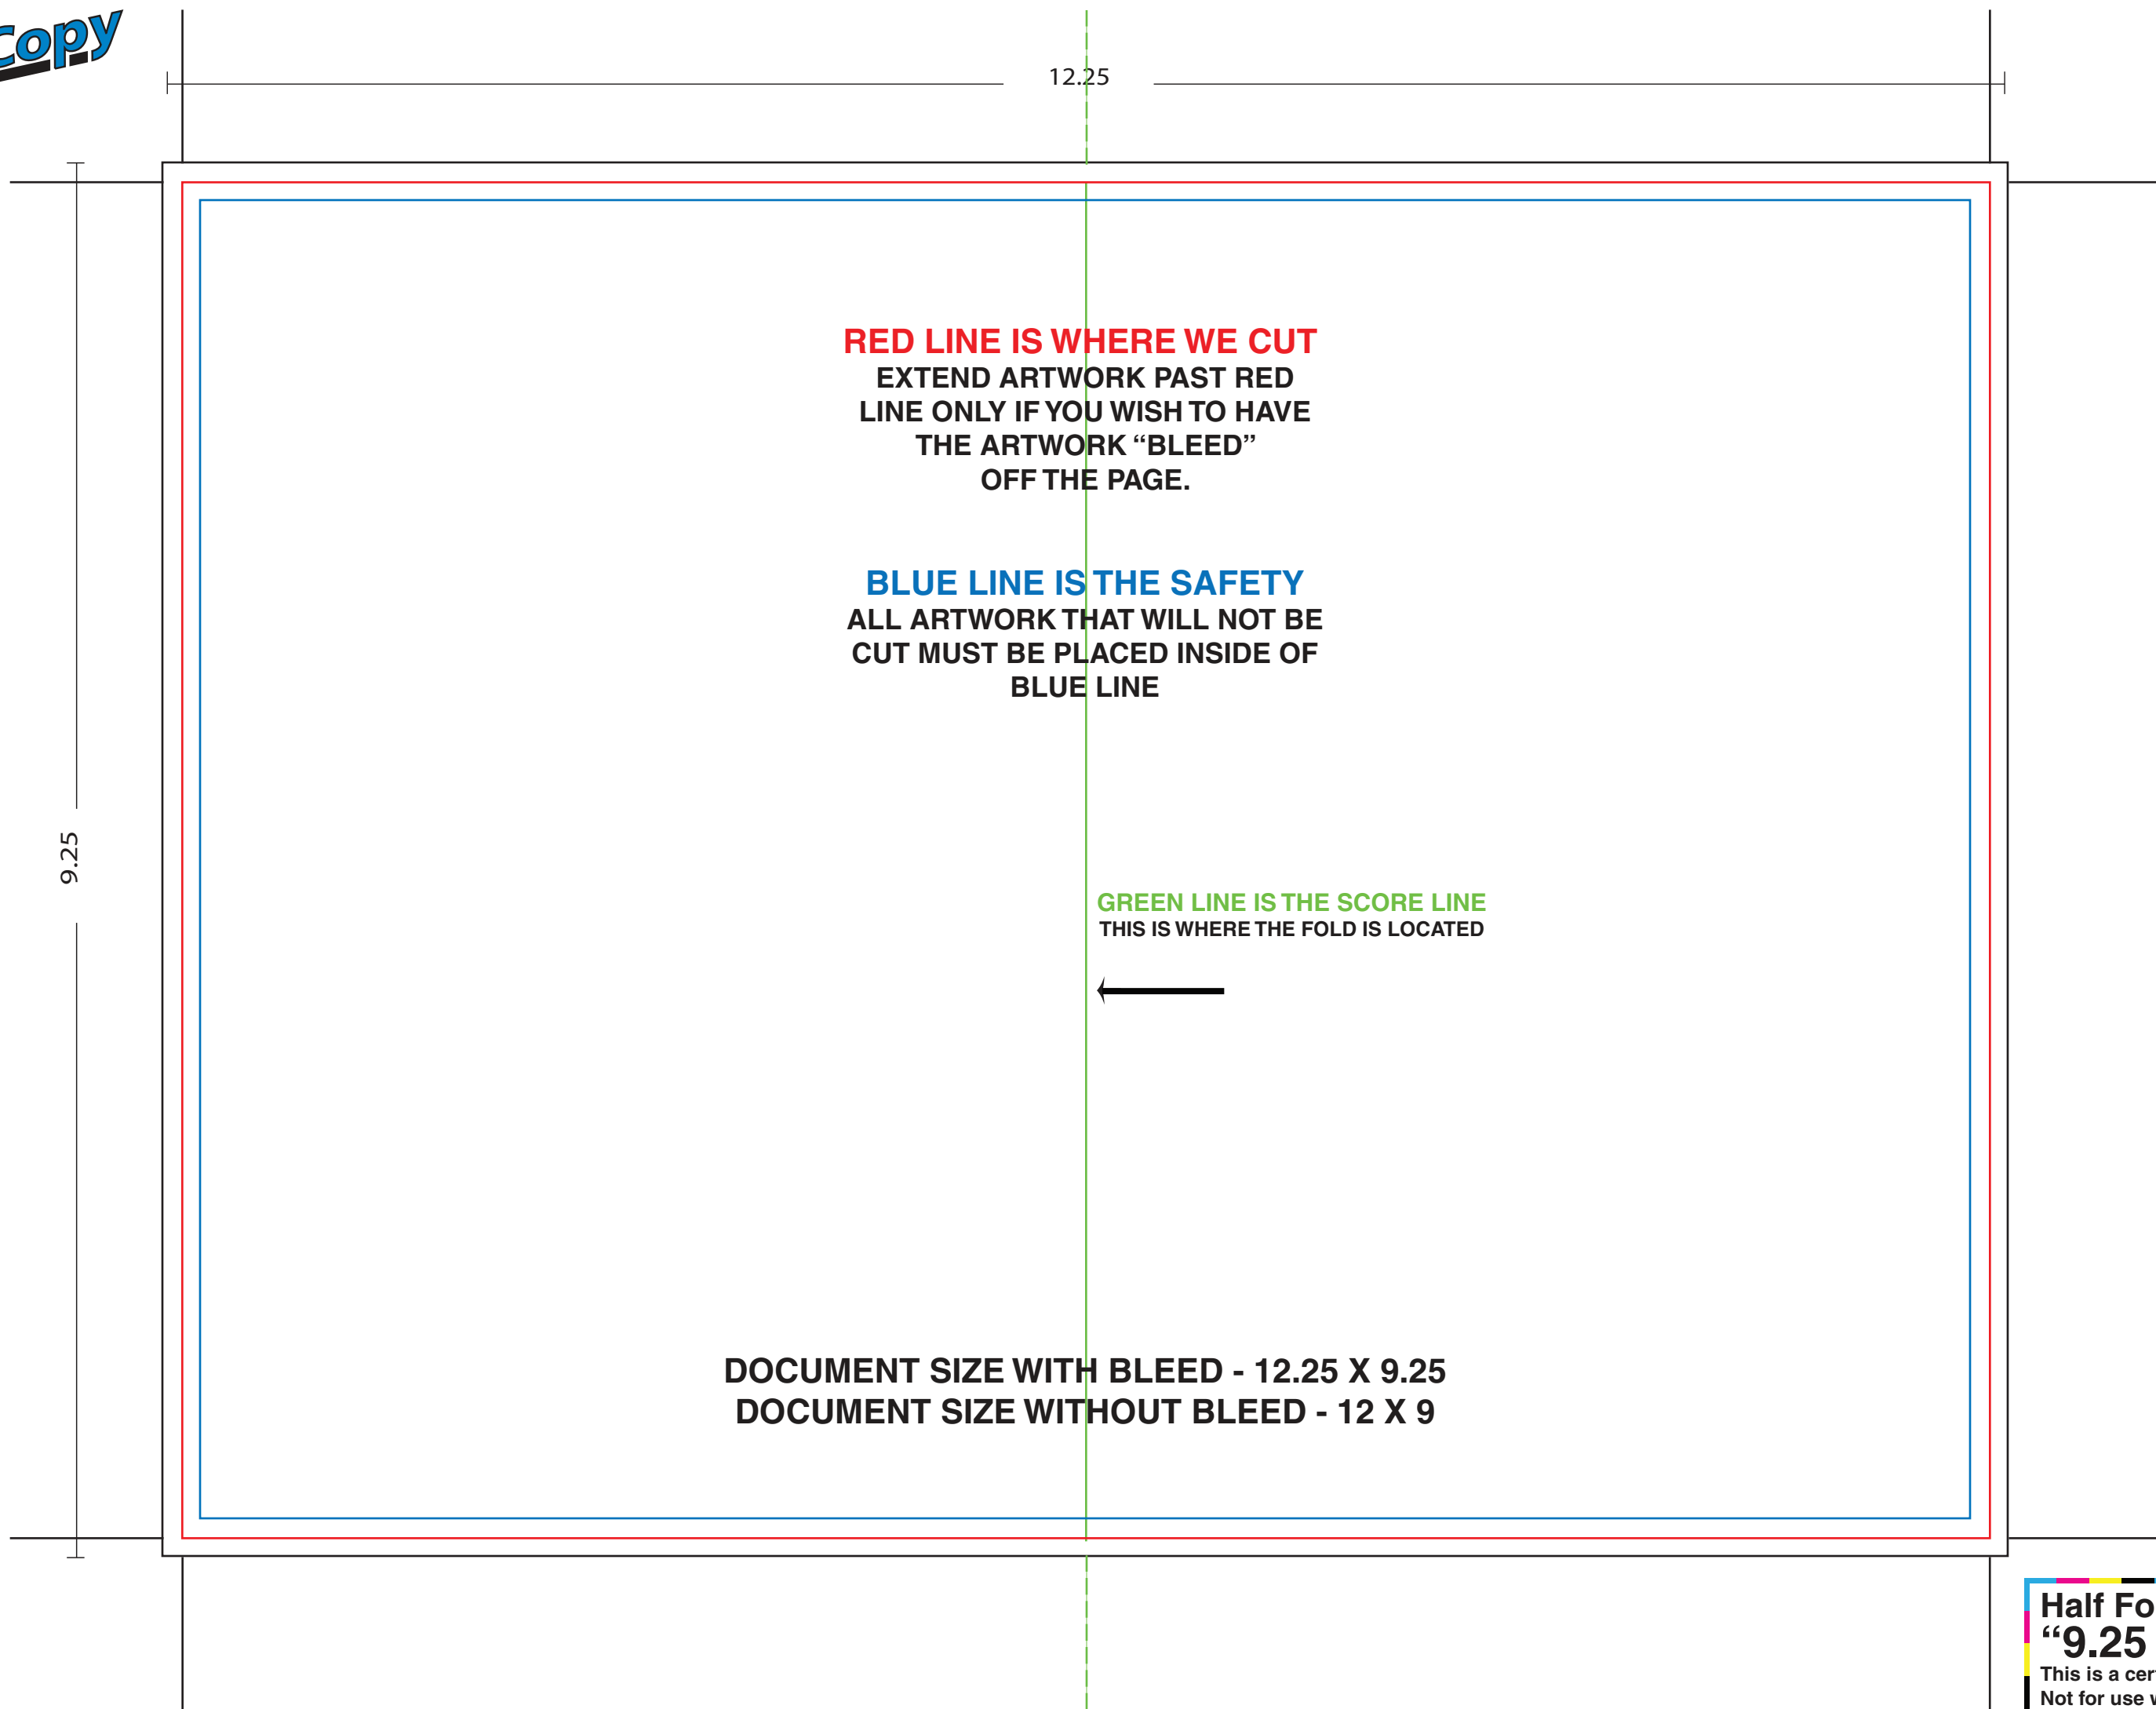 Copy
12.25
9.25
RED LINE IS WHERE WE CUT
EXTEND ARTWORK PAST RED
LINE ONLY IF YOU WISH TO HAVE
THE ARTWORK “BLEED”
OFF THE PAGE.
BLUE LINE IS THE SAFETY
ALL ARTWORK THAT WILL NOT BE
CUT MUST BE PLACED INSIDE OF
BLUE LINE
GREEN LINE IS THE SCORE LINE
THIS IS WHERE THE FOLD IS LOCATED
DOCUMENT SIZE WITH BLEED - 12.25 X 9.25
DOCUMENT SIZE WITHOUT BLEED - 12 X 9
Half
“9.25
This is a
Not for use